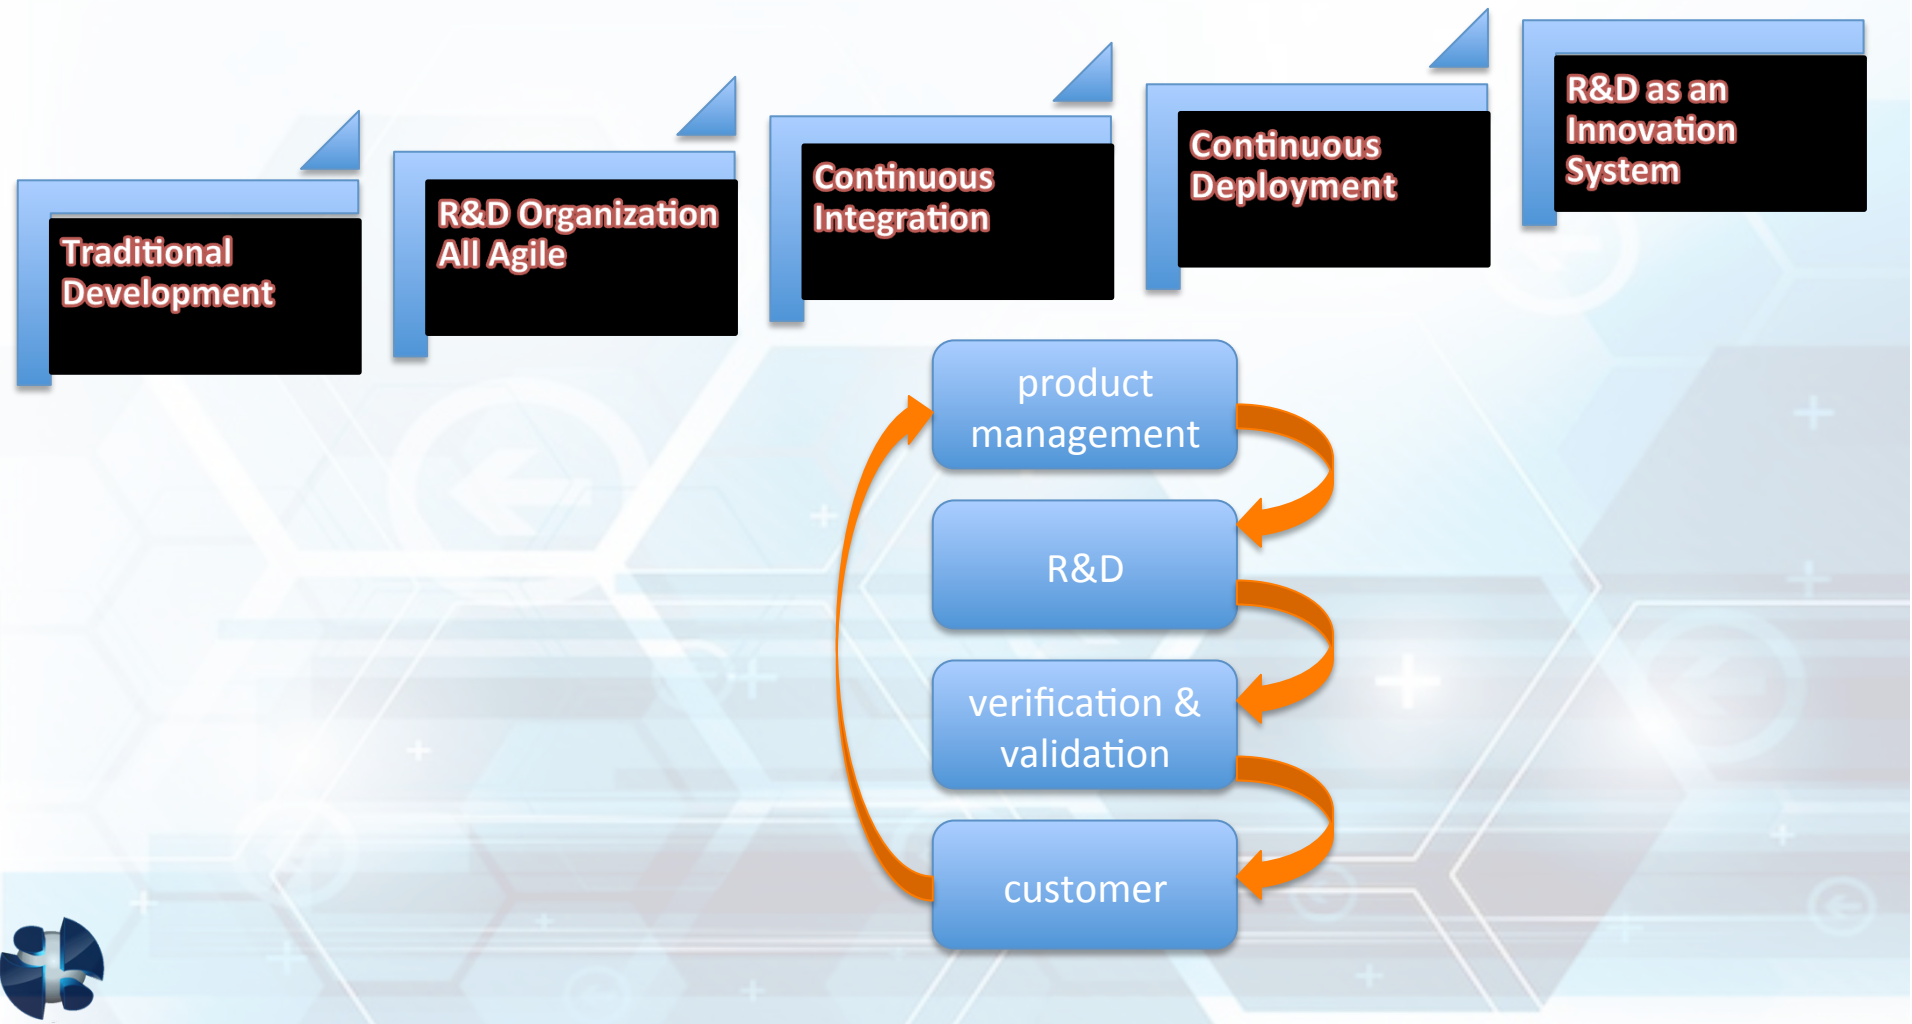 Traditional
Development
R&D Organization
All Agile
Continuous
Integration
Continuous
Deployment
R&D as an
Innovation
System
product
management
R&D
verification &
validation
customer